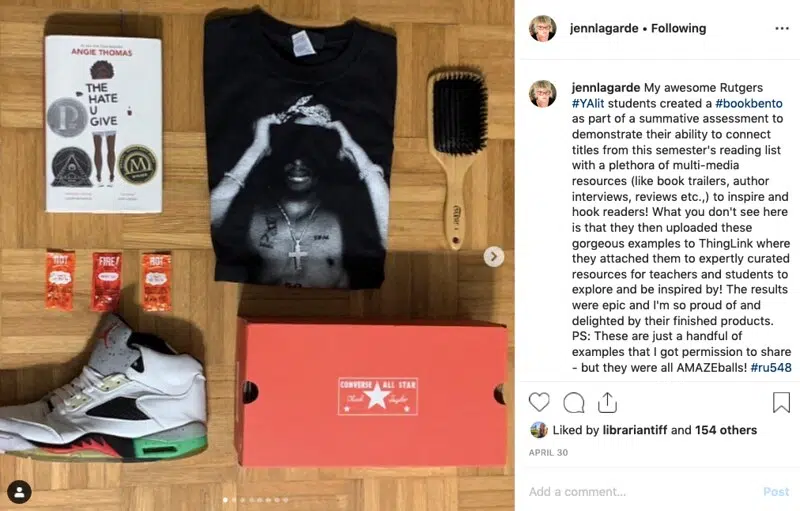 ANGIE THOMAS
THE
HATE
U
GIVE
HOT
FIRE!
HOT
CONVERSE ALL STAR
Chuck Taylor
jennlagarde • Following
jennlagarde My awesome Rutgers
#YAlit students created a #bookbento
as part of a summative assessment to
demonstrate their ability to connect
titles from this semester's reading list
with a plethora of multi-media
resources (like book trailers, author
interviews, reviews etc.,) to inspire and
hook readers! What you don't see here
is that they then uploaded these
gorgeous examples to ThingLink where
they attached them to expertly curated
resources for teachers and students to
explore and be inspired by! The results
were epic and I'm so proud of and
delighted by their finished products.
PS: These are just a handful of
examples that I got permission to share
- but they were all AMAZEballs! #ru548
Liked by librariantiff and 154 others
APRIL 30
Add a comment...
Post